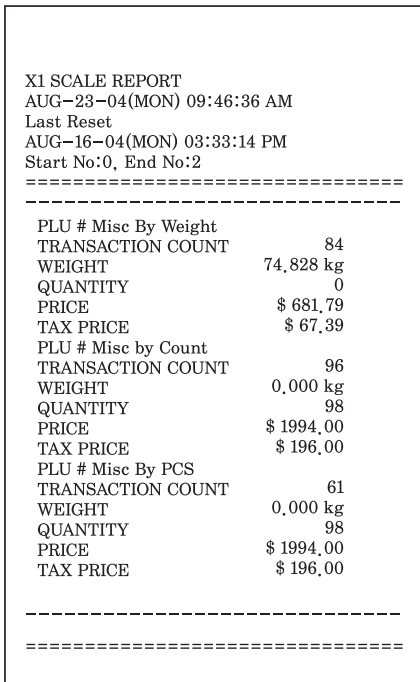 X1 SCALE REPORT
AUG-23-04(MON) 09:46:36 AM
Last Reset
AUG-16-04(MON) 03:33:14 PM
Start No:0, End No:2
================================
--------------------------------
PLU # Misc By Weight
TRANSACTION COUNT 84
WEIGHT 74.828 kg
QUANTITY 0
PRICE $ 681.79
TAX PRICE $ 67.39
PLU # Misc by Count
TRANSACTION COUNT 96
WEIGHT 0.000 kg
QUANTITY 98
PRICE $ 1994.00
TAX PRICE $ 196.00
PLU # Misc By PCS
TRANSACTION COUNT 61
WEIGHT 0.000 kg
QUANTITY 98
PRICE $ 1994.00
TAX PRICE $ 196.00
--------------------------------
================================